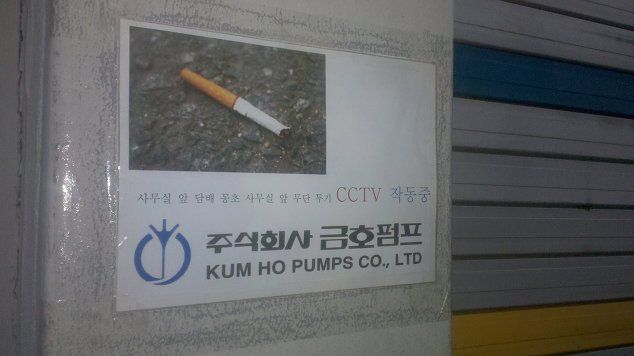 사무실 앞 담배 꽁초 사무실 앞 무단 투기 CCTV 작동중
주식회사 금호펌프
KUM HO PUMPS CO., LTD